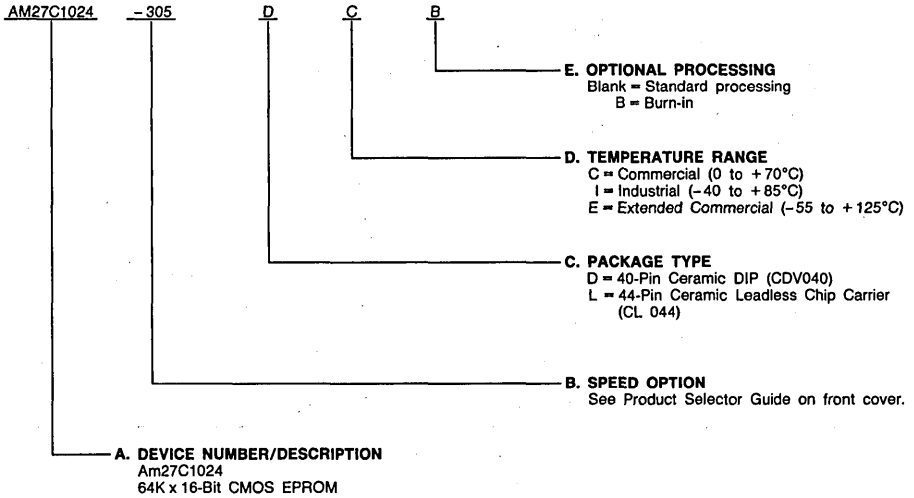 AM27C1024 -305 D C B
E. OPTIONAL PROCESSING
Blank = Standard processing
B = Burn-in
D. TEMPERATURE RANGE
C = Commercial (0 to +70°C)
I = Industrial (-40 to +85°C)
E = Extended Commercial (-55 to +125°C)
C. PACKAGE TYPE
D = 40-Pin Ceramic DIP (CDV040)
L = 44-Pin Ceramic Leadless Chip Carrier
(CL 044)
B. SPEED OPTION
See Product Selector Guide on front cover.
A. DEVICE NUMBER/DESCRIPTION
Am27C1024
64K x 16-Bit CMOS EPROM